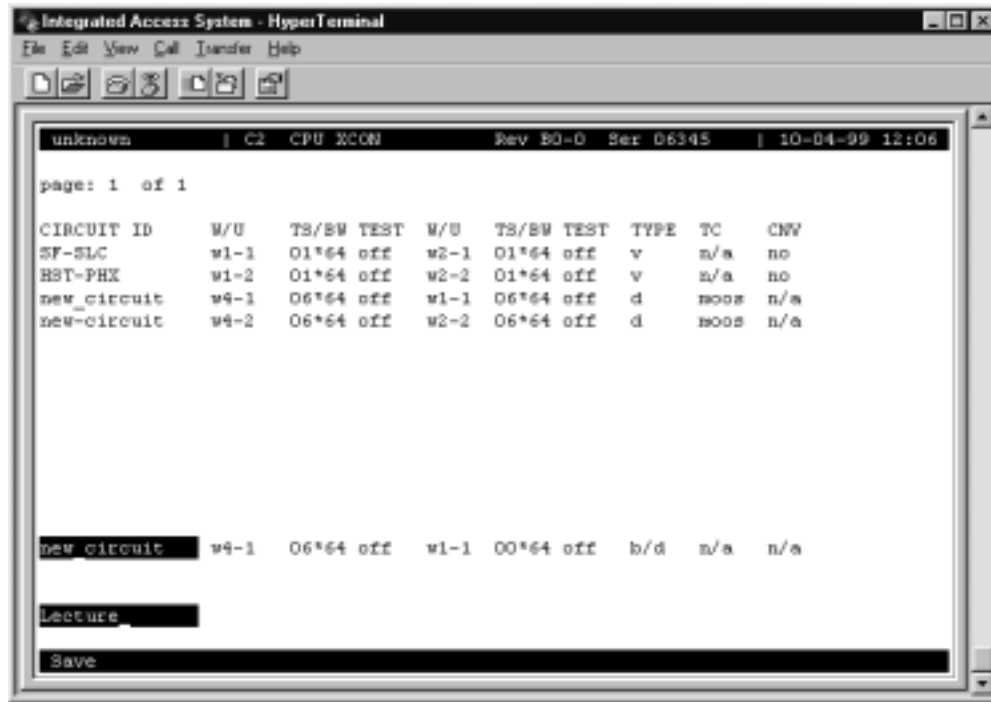 Integrated Access System - HyperTerminal
File Edit View Call Transfer Help
unknown | C2 CPU XCON Rev B0-0 Ser 06345 | 10-04-99 12:06
page: 1 of 1
CIRCUIT ID W/U TS/BW TEST W/U TS/BW TEST TYPE TC CNV
SF-SLC w1-1 01*64 off w2-1 01*64 off v n/a no
HST-PHX w1-2 01*64 off w2-2 01*64 off v n/a no
new_circuit w4-1 06*64 off w1-1 06*64 off d moos n/a
new-circuit w4-2 06*64 off w2-2 06*64 off d moos n/a
new circuit w4-1 06*64 off w1-1 00*64 off b/d n/a n/a
Lecture_
Save